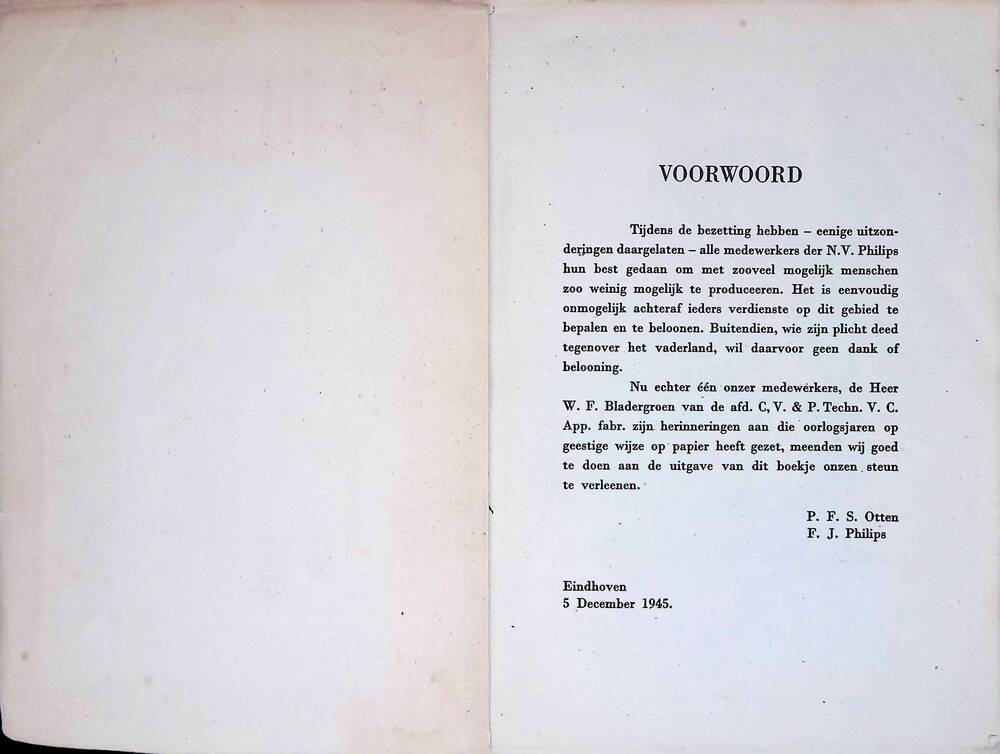 VOORWOORD
Tijdens de bezetting hebben – eenige uitzon-
deringen daargelaten – alle medewerkers der N.V. Philips
hun best gedaan om met zooveel mogelijk menschen
zoo weinig mogelijk te produceeren. Het is eenvoudig
onmogelijk achteraf ieders verdienste op dit gebied te
bepalen en te beloonen. Buitendien, wie zijn plicht deed
tegenover het vaderland, wil daarvoor geen dank of
belooning.
Nu echter één onzer medewerkers, de Heer
W. F. Bladergroen van de afd. C, V. & P. Techn. V. C.
App. fabr. zijn herinneringen aan die oorlogsjaren op
geestige wijze op papier heeft gezet, meenden wij goed
te doen aan de uitgave van dit boekje onzen steun
te verleenen.
P. F. S. Otten
F. J. Philips
Eindhoven
5 December 1945.